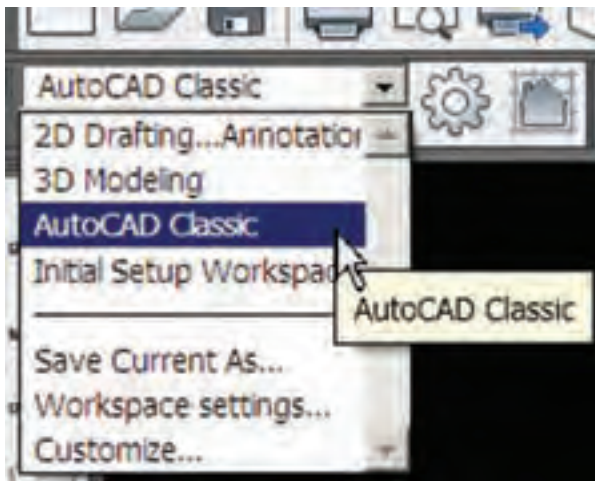 AutoCAD Classic
2D Drafting...Annotation
3D Modeling
AutoCAD Classic
Initial Setup Workspac
AutoCAD Classic
Save Current As...
Workspace settings...
Customize...